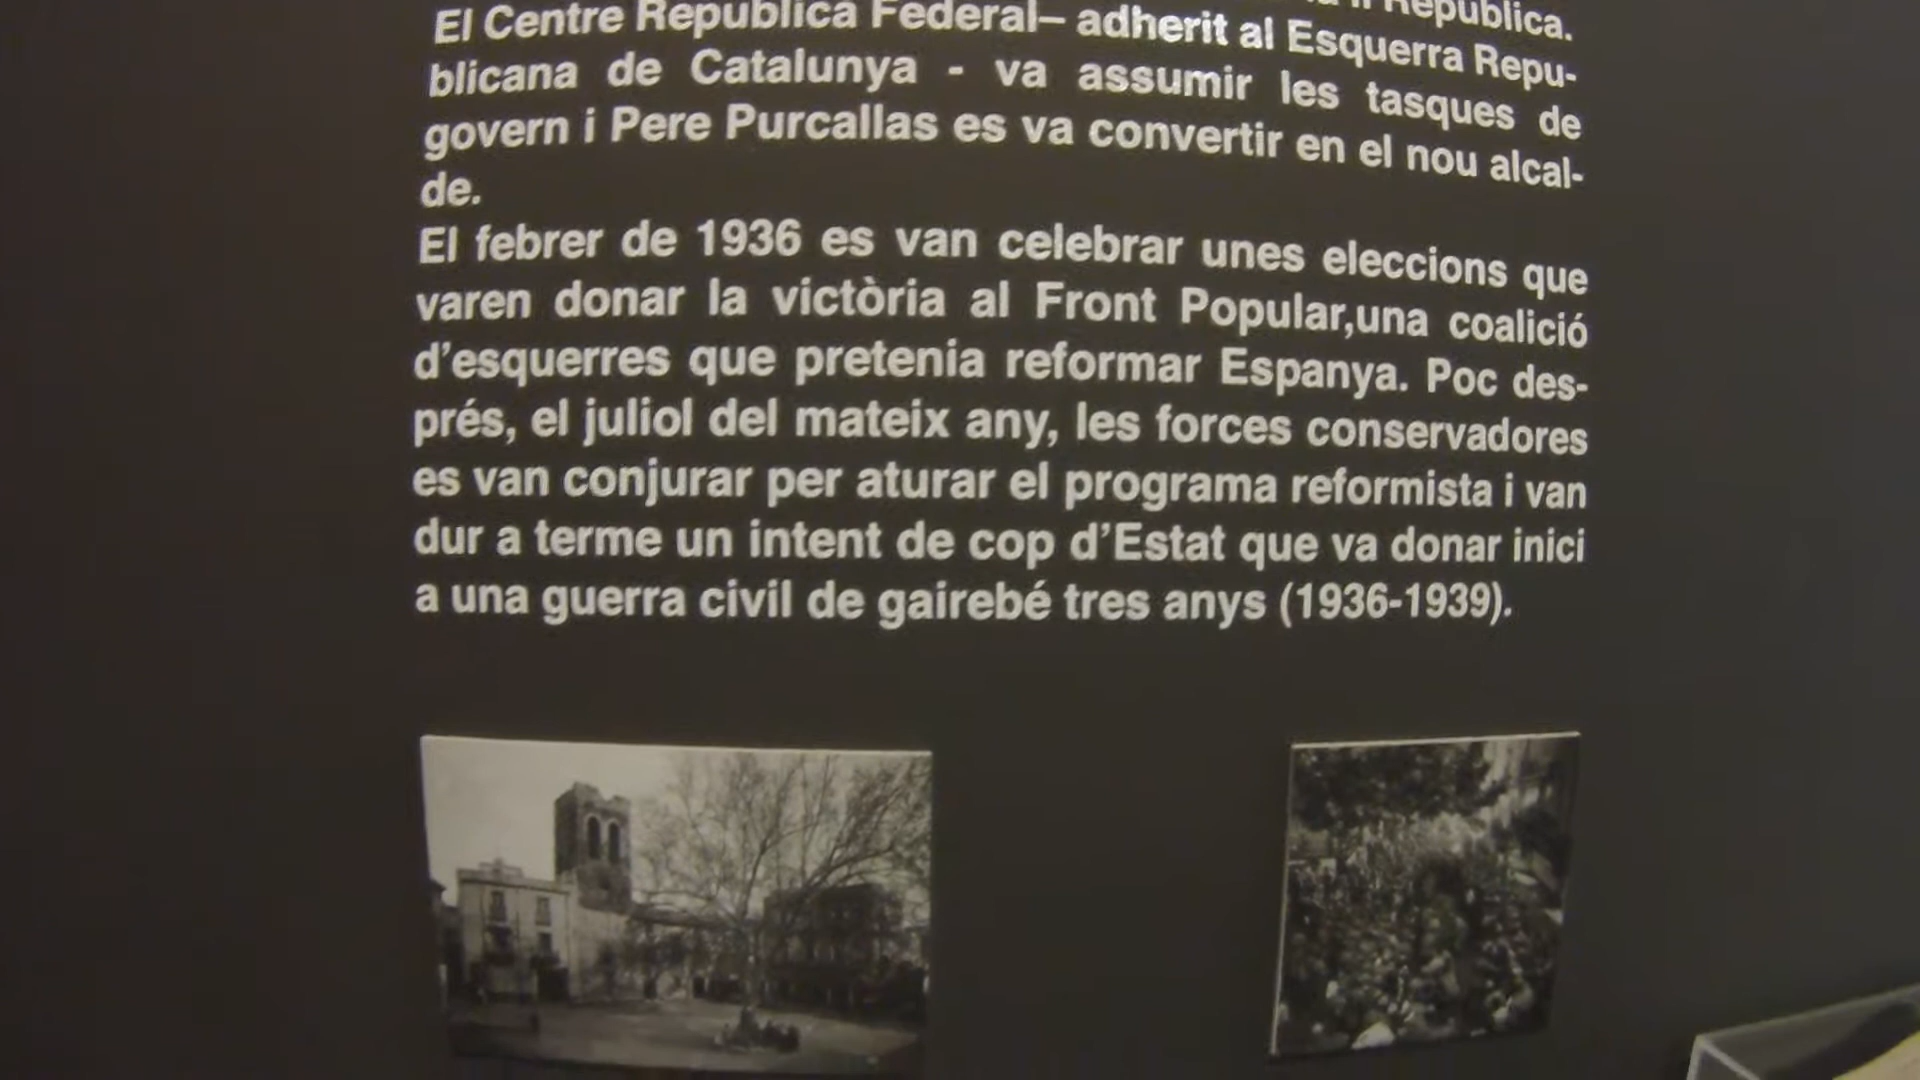 República.
El Centre Republicà Federal– adherit al Esquerra Repu-
blicana de Catalunya - va assumir les tasques de
govern i Pere Purcallas es va convertir en el nou alcal-
de.
El febrer de 1936 es van celebrar unes eleccions que
varen donar la victòria al Front Popular,una coalició
d’esquerres que pretenia reformar Espanya. Poc des-
prés, el juliol del mateix any, les forces conservadores
es van conjurar per aturar el programa reformista i van
dur a terme un intent de cop d’Estat que va donar inici
a una guerra civil de gairebé tres anys (1936-1939).